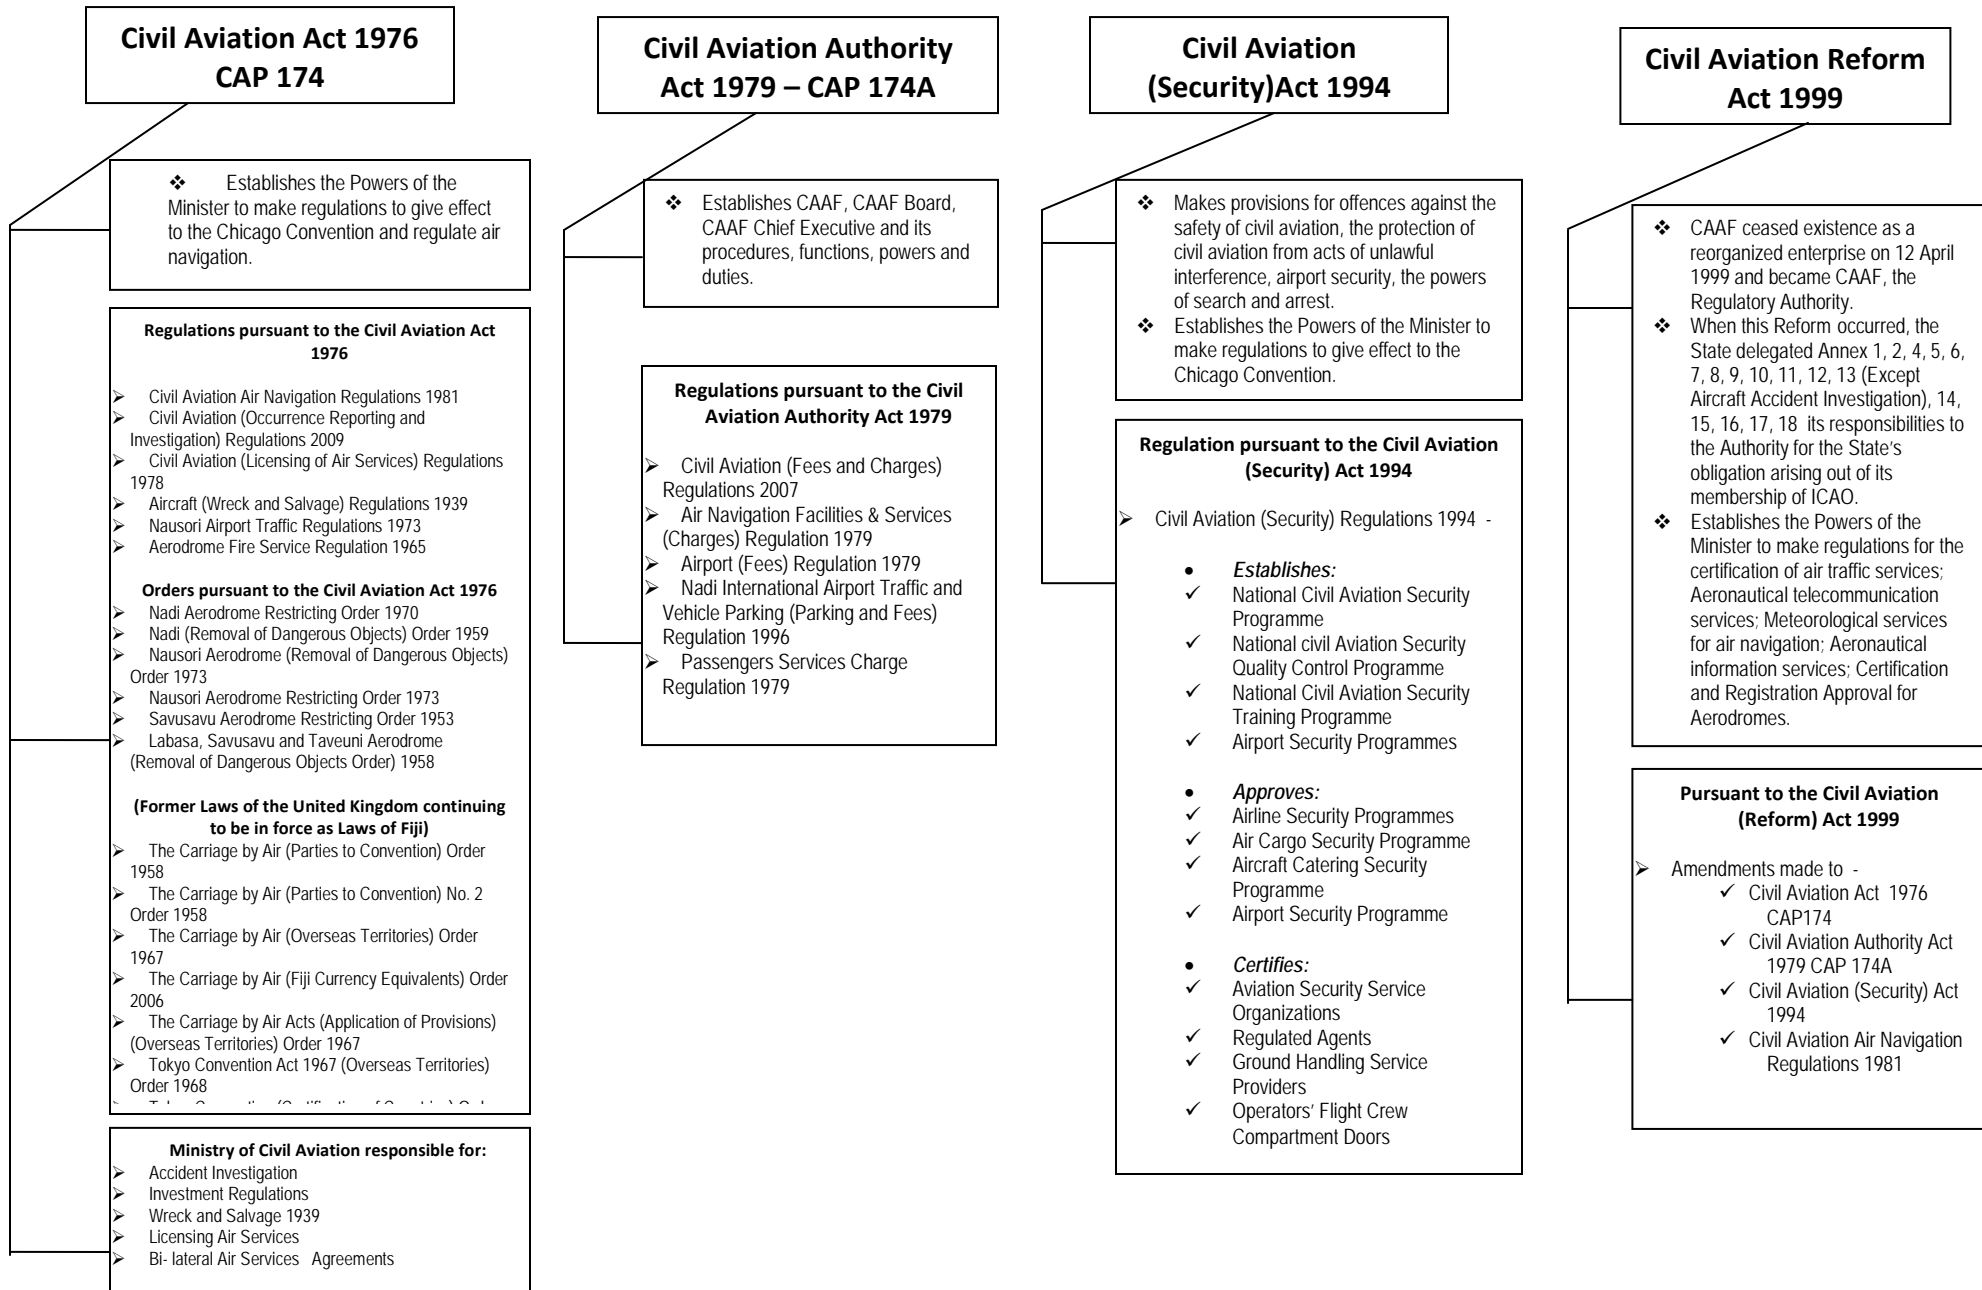 Civil Aviation Act 1976
CAP 174
❖ Establishes the Powers of the
Minister to make regulations to give effect
to the Chicago Convention and regulate air
navigation.
Regulations pursuant to the Civil Aviation Act
1976
➢ Civil Aviation Air Navigation Regulations 1981
➢ Civil Aviation (Occurrence Reporting and
Investigation) Regulations 2009
➢ Civil Aviation (Licensing of Air Services) Regulations
1978
➢ Aircraft (Wreck and Salvage) Regulations 1939
➢ Nausori Airport Traffic Regulations 1973
➢ Aerodrome Fire Service Regulation 1965
Orders pursuant to the Civil Aviation Act 1976
➢ Nadi Aerodrome Restricting Order 1970
➢ Nadi (Removal of Dangerous Objects) Order 1959
➢ Nausori Aerodrome (Removal of Dangerous Objects)
Order 1973
➢ Nausori Aerodrome Restricting Order 1973
➢ Savusavu Aerodrome Restricting Order 1953
➢ Labasa, Savusavu and Taveuni Aerodrome
(Removal of Dangerous Objects Order) 1958
(Former Laws of the United Kingdom continuing
to be in force as Laws of Fiji)
➢ The Carriage by Air (Parties to Convention) Order
1958
➢ The Carriage by Air (Parties to Convention) No. 2
Order 1958
➢ The Carriage by Air (Overseas Territories) Order
1967
➢ The Carriage by Air (Fiji Currency Equivalents) Order
2006
➢ The Carriage by Air Acts (Application of Provisions)
(Overseas Territories) Order 1967
➢ Tokyo Convention Act 1967 (Overseas Territories)
Order 1968
Ministry of Civil Aviation responsible for:
➢ Accident Investigation
➢ Investment Regulations
➢ Wreck and Salvage 1939
➢ Licensing Air Services
➢ Bi- lateral Air Services Agreements
Civil Aviation Authority
Act 1979 – CAP 174A
❖ Establishes CAAF, CAAF Board,
CAAF Chief Executive and its
procedures, functions, powers and
duties.
Regulations pursuant to the Civil
Aviation Authority Act 1979
➢ Civil Aviation (Fees and Charges)
Regulations 2007
➢ Air Navigation Facilities & Services
(Charges) Regulation 1979
➢ Airport (Fees) Regulation 1979
➢ Nadi International Airport Traffic and
Vehicle Parking (Parking and Fees)
Regulation 1996
➢ Passengers Services Charge
Regulation 1979
Civil Aviation
(Security)Act 1994
❖ Makes provisions for offences against the
safety of civil aviation, the protection of
civil aviation from acts of unlawful
interference, airport security, the powers
of search and arrest.
❖ Establishes the Powers of the Minister to
make regulations to give effect to the
Chicago Convention.
Regulation pursuant to the Civil Aviation
(Security) Act 1994
➢ Civil Aviation (Security) Regulations 1994 -
• Establishes:
✓ National Civil Aviation Security
Programme
✓ National civil Aviation Security
Quality Control Programme
✓ National Civil Aviation Security
Training Programme
✓ Airport Security Programmes
• Approves:
✓ Airline Security Programmes
✓ Air Cargo Security Programme
✓ Aircraft Catering Security
Programme
✓ Airport Security Programme
• Certifies:
✓ Aviation Security Service
Organizations
✓ Regulated Agents
✓ Ground Handling Service
Providers
✓ Operators' Flight Crew
Compartment Doors
Civil Aviation Reform
Act 1999
❖ CAAF ceased existence as a
reorganized enterprise on 12 April
1999 and became CAAF, the
Regulatory Authority.
❖ When this Reform occurred, the
State delegated Annex 1, 2, 4, 5, 6,
7, 8, 9, 10, 11, 12, 13 (Except
Aircraft Accident Investigation), 14,
15, 16, 17, 18 its responsibilities to
the Authority for the State's
obligation arising out of its
membership of ICAO.
❖ Establishes the Powers of the
Minister to make regulations for the
certification of air traffic services;
Aeronautical telecommunication
services; Meteorological services
for air navigation; Aeronautical
information services; Certification
and Registration Approval for
Aerodromes.
Pursuant to the Civil Aviation
(Reform) Act 1999
➢ Amendments made to -
✓ Civil Aviation Act 1976
CAP174
✓ Civil Aviation Authority Act
1979 CAP 174A
✓ Civil Aviation (Security) Act
1994
✓ Civil Aviation Air Navigation
Regulations 1981